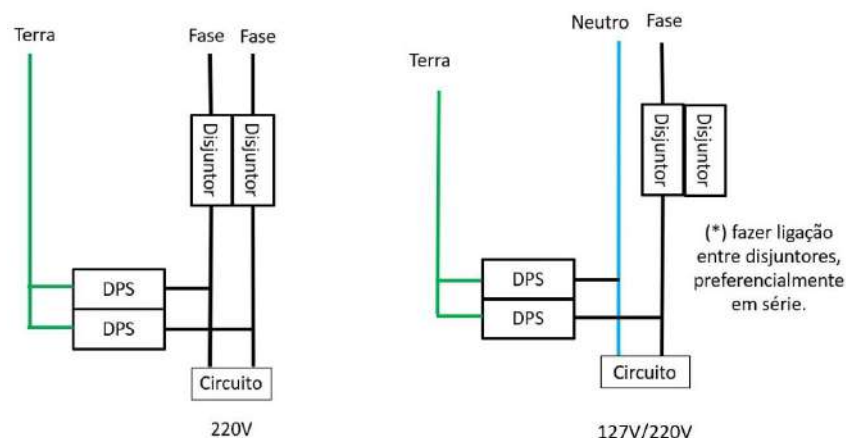 Terra
Fase Fase
Disjuntor
Disjuntor
DPS
DPS
Circuito
220V
Neutro Fase
Terra
Disjuntor
Disjuntor
(*) fazer ligação
entre disjuntores,
preferencialmente
em série.
DPS
DPS
Circuito
127V/220V